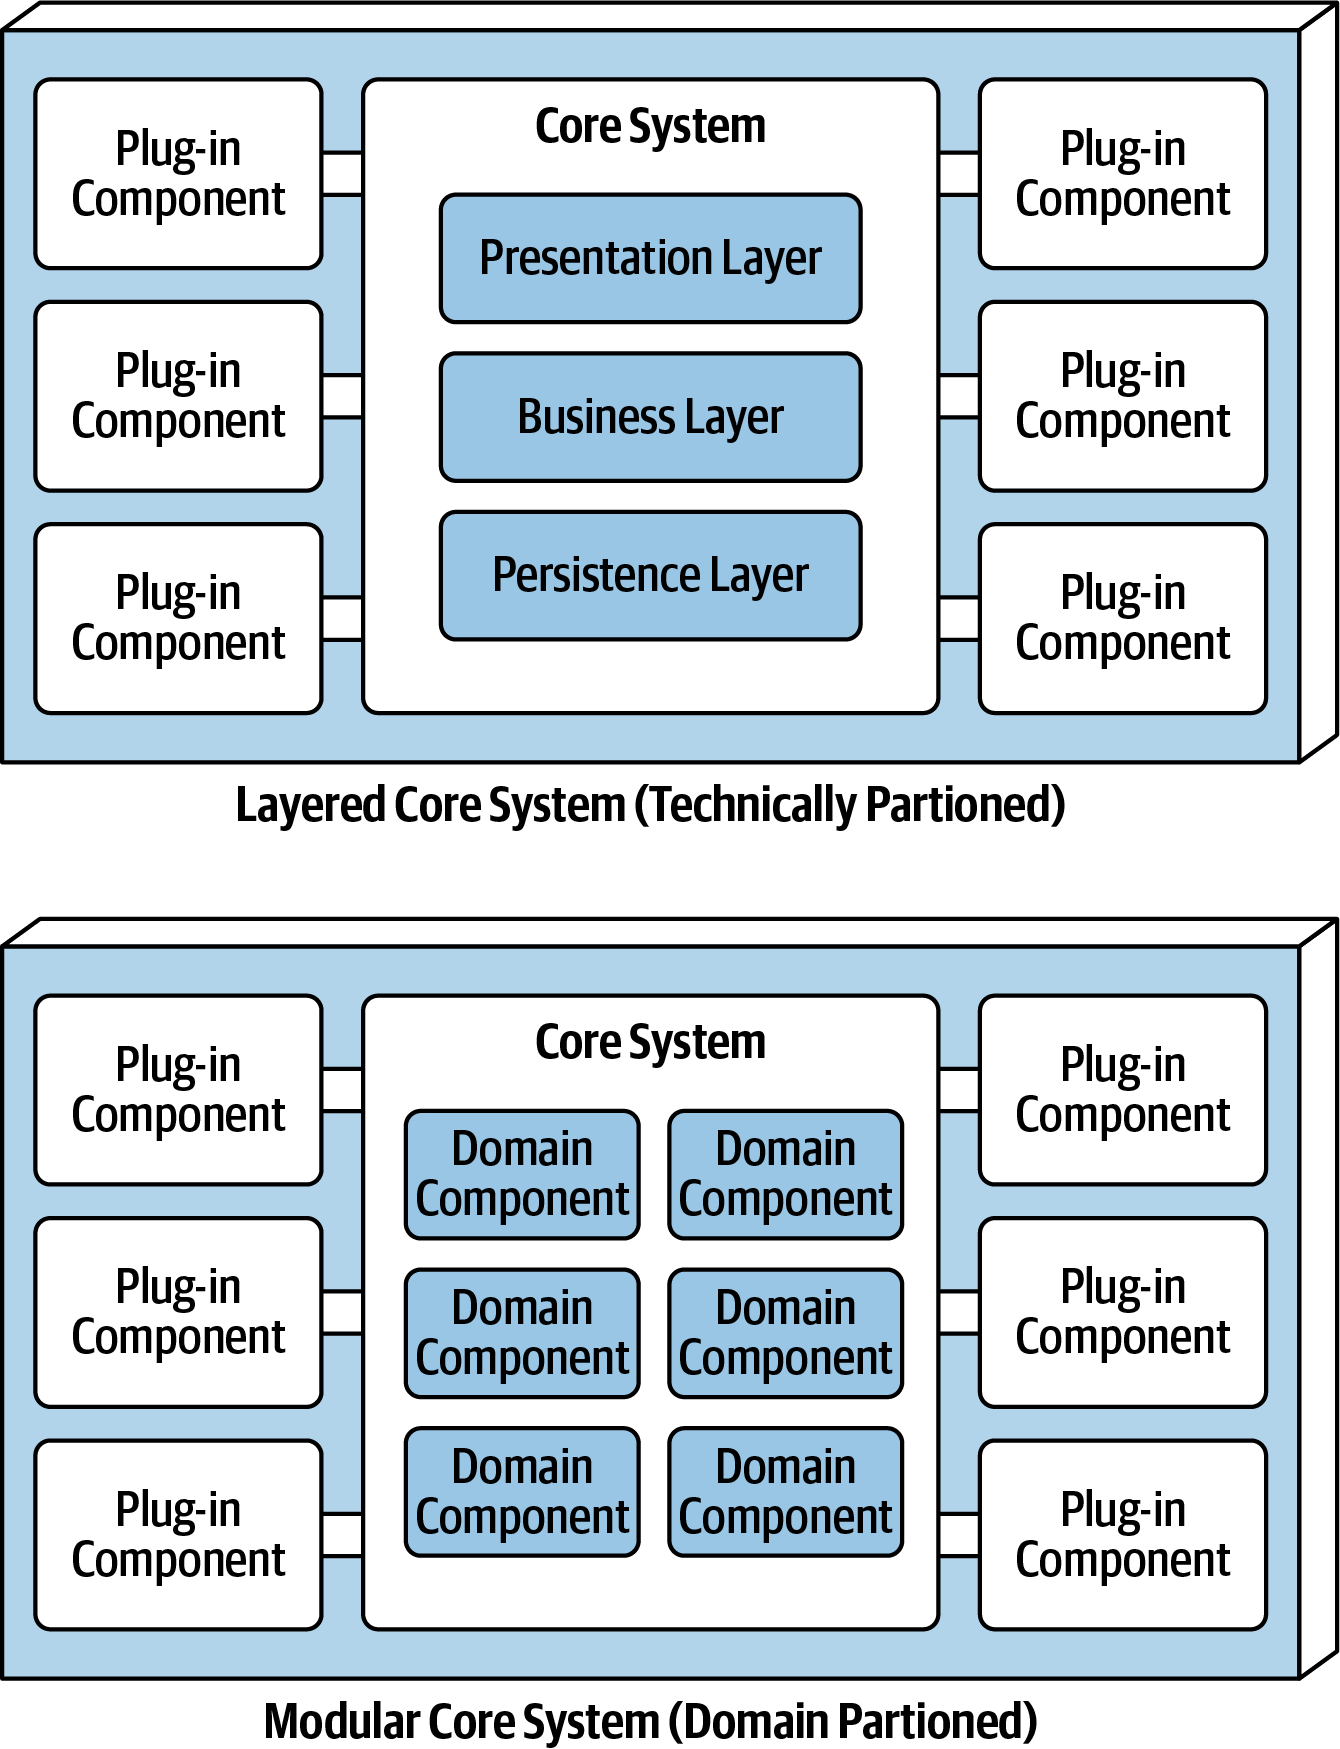 Plug-in
Component
Core System
Plug-in
Component
Presentation Layer
Plug-in
Component
Business Layer
Plug-in
Component
Plug-in
Component
Persistence Layer
Plug-in
Component
Layered Core System (Technically Partioned)
Plug-in
Component
Core System
Plug-in
Component
Domain
Component
Domain
Component
Plug-in
Component
Domain
Component
Domain
Component
Plug-in
Component
Plug-in
Component
Domain
Component
Domain
Component
Plug-in
Component
Modular Core System (Domain Partioned)